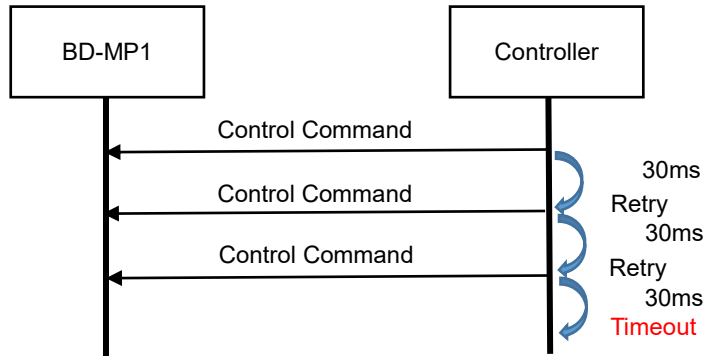 BD-MP1
Controller
Control Command
30ms
Control Command
Retry
30ms
Control Command
Retry
30ms
Timeout